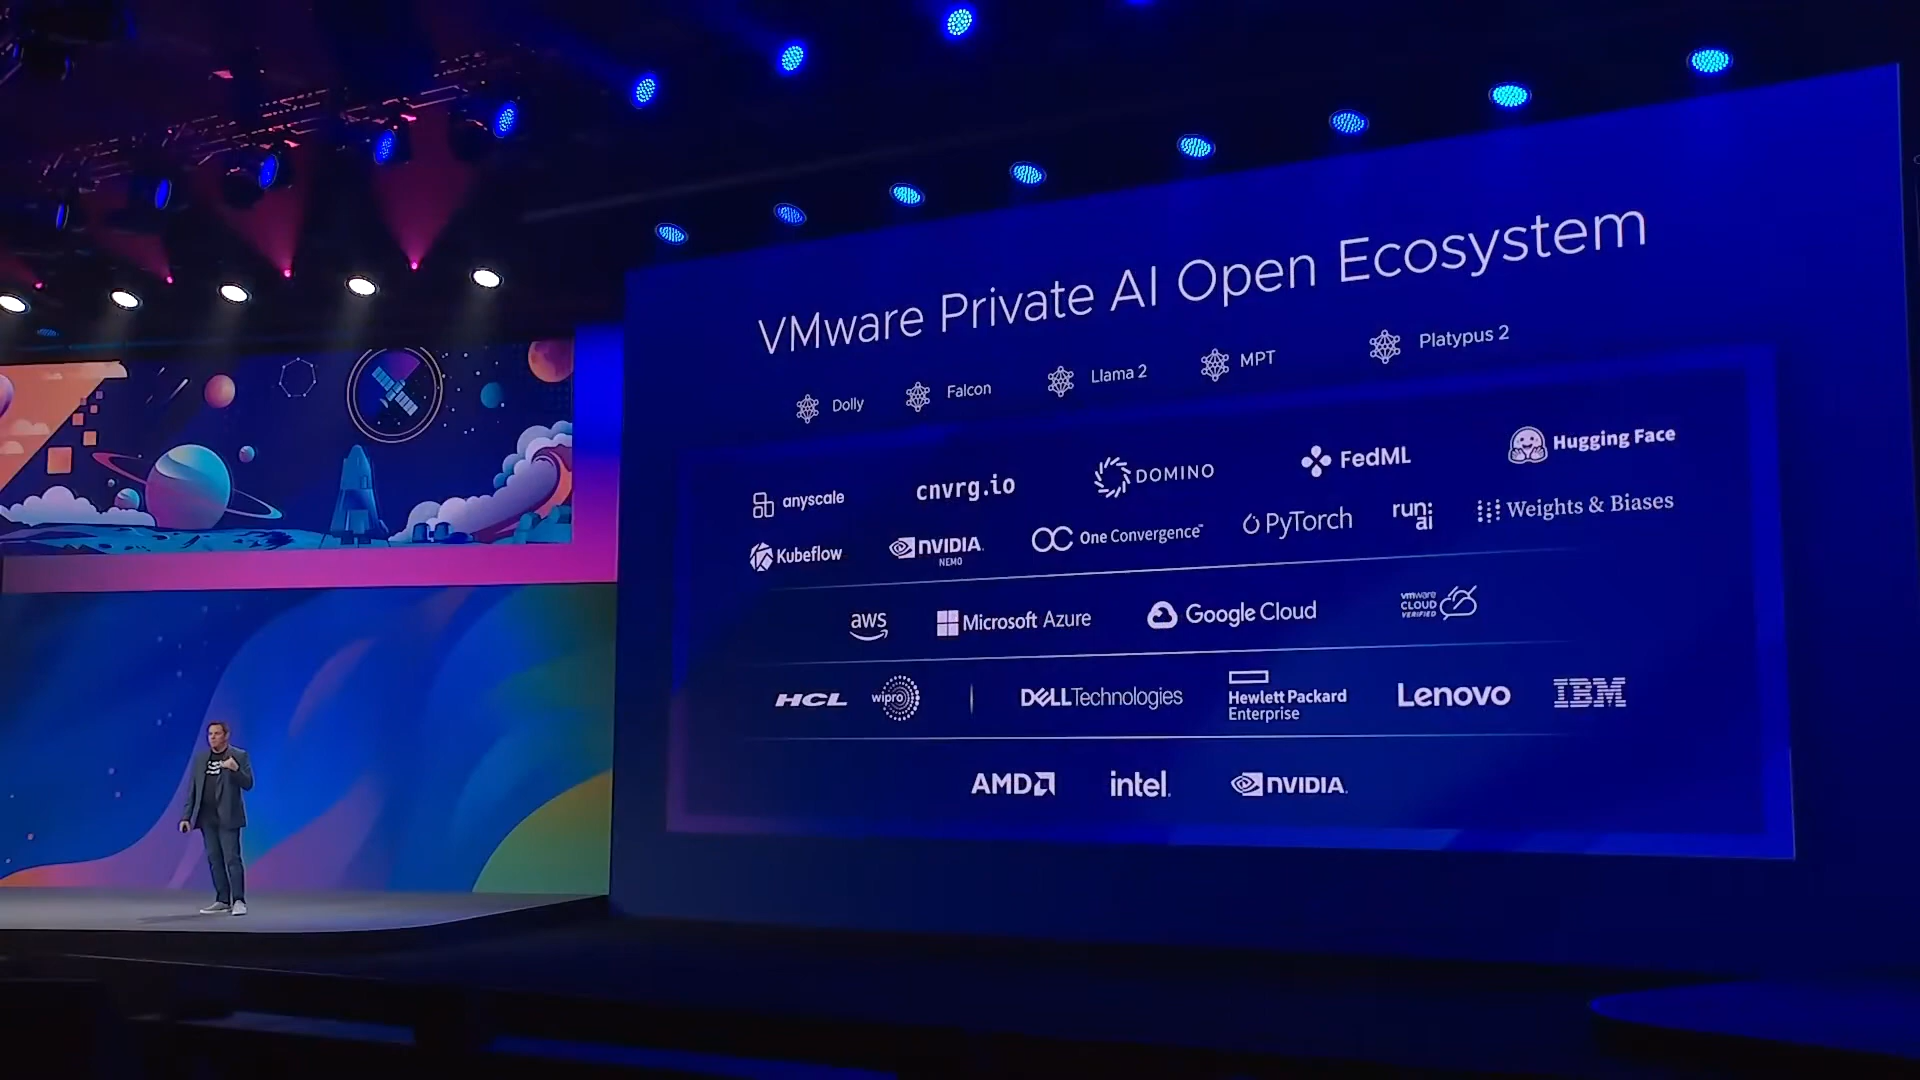 VMware Private AI Open Ecosystem
Dolly Falcon Llama 2 MPT Platypus 2
anyscale cnvrg.io DOMINO FedML Hugging Face
Kubeflow NVIDIA. NEMO One Convergence™ PyTorch run: ai Weights & Biases
aws Microsoft Azure Google Cloud vmware CLOUD VERIFIED
HCL wipro DELL Technologies Hewlett Packard Enterprise Lenovo IBM
AMD intel. NVIDIA.